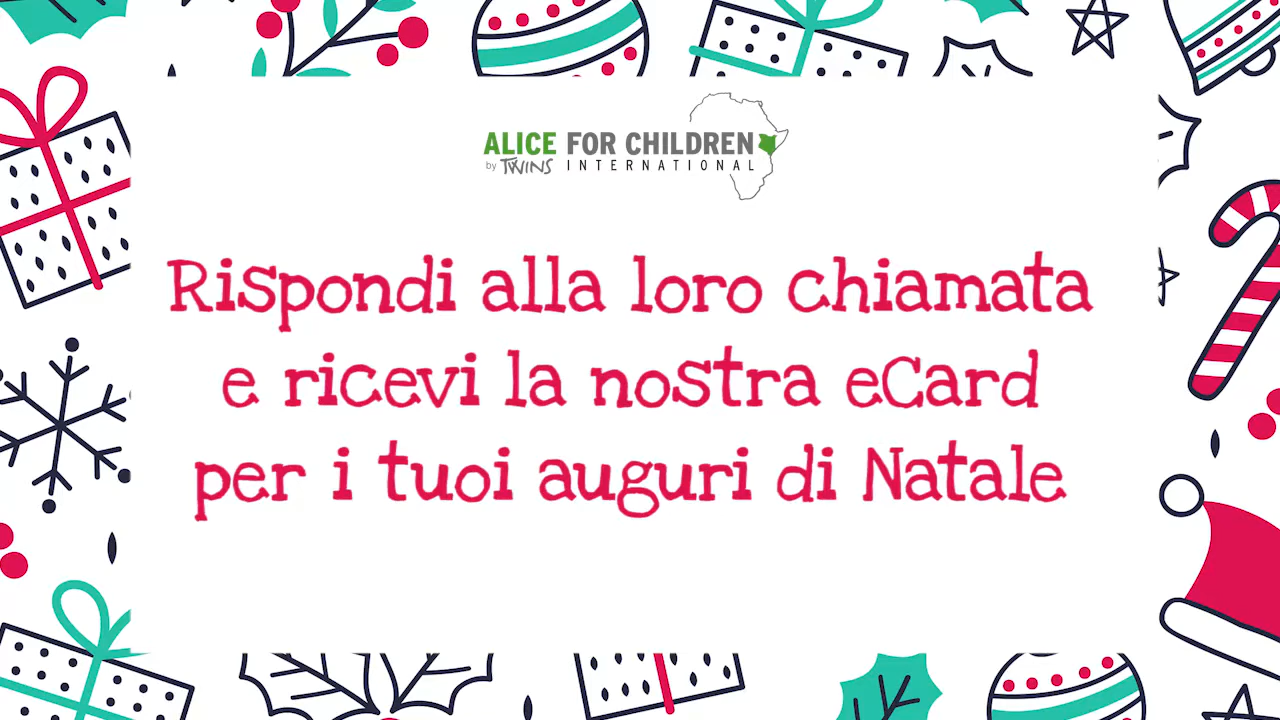 ALICE FOR CHILDREN
by TWINS INTERNATIONAL
Rispondi alla loro chiamata
e ricevi la nostra eCard
per i tuoi auguri di Natale